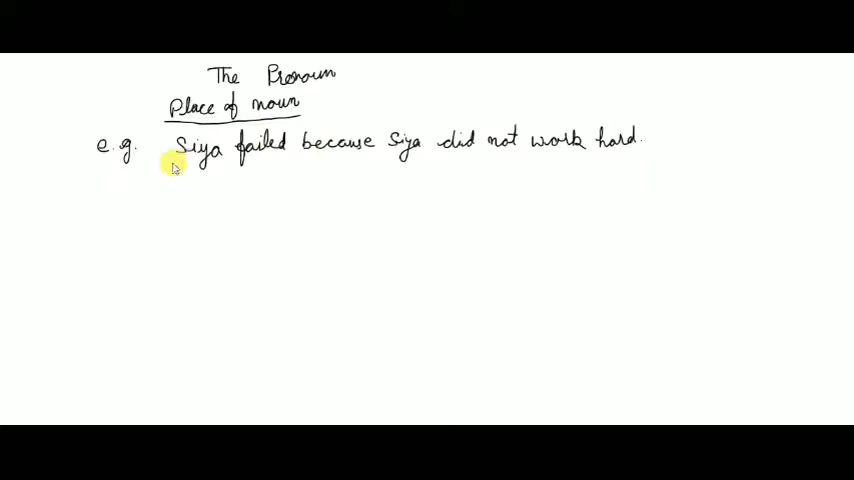 The Pronoun
Place of noun
e.g. Siya failed because Siya did not work hard.